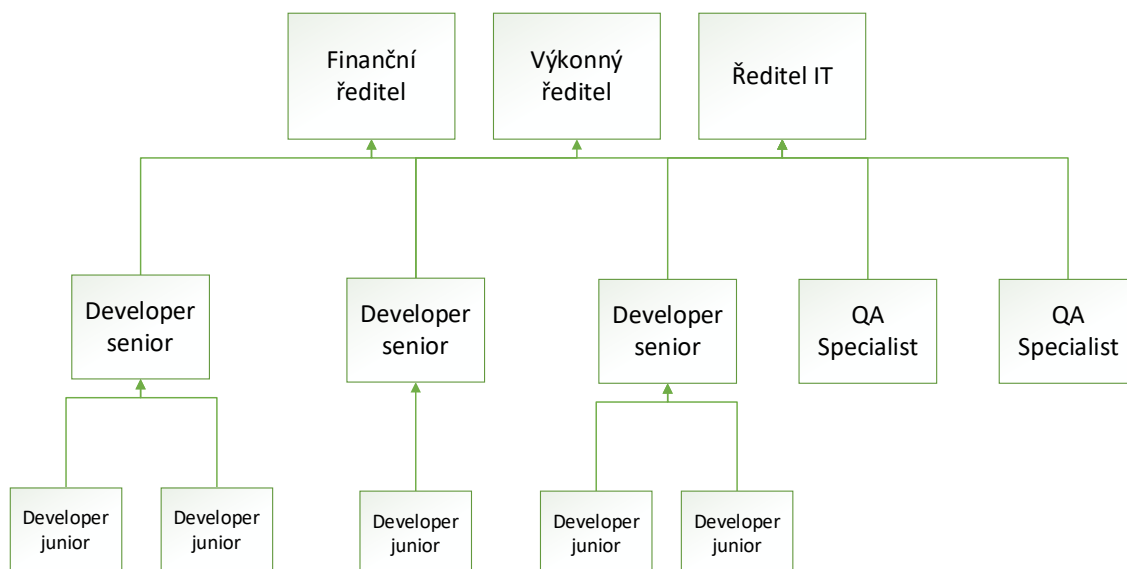 Finanční
ředitel
Výkonný
ředitel
Ředitel IT
Developer
senior
Developer
senior
Developer
senior
QA
Specialist
QA
Specialist
Developer
junior
Developer
junior
Developer
junior
Developer
junior
Developer
junior